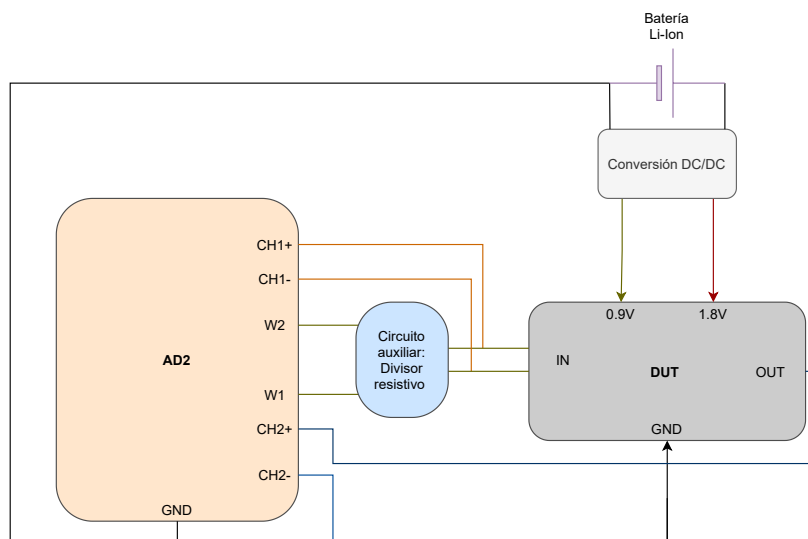 Batería
Li-Ion
Conversión DC/DC
CH1+
CH1-
W2
Circuito
auxiliar:
Divisor
resistivo
0.9V
1.8V
AD2
IN
DUT
OUT
W1
CH2+
GND
CH2-
GND